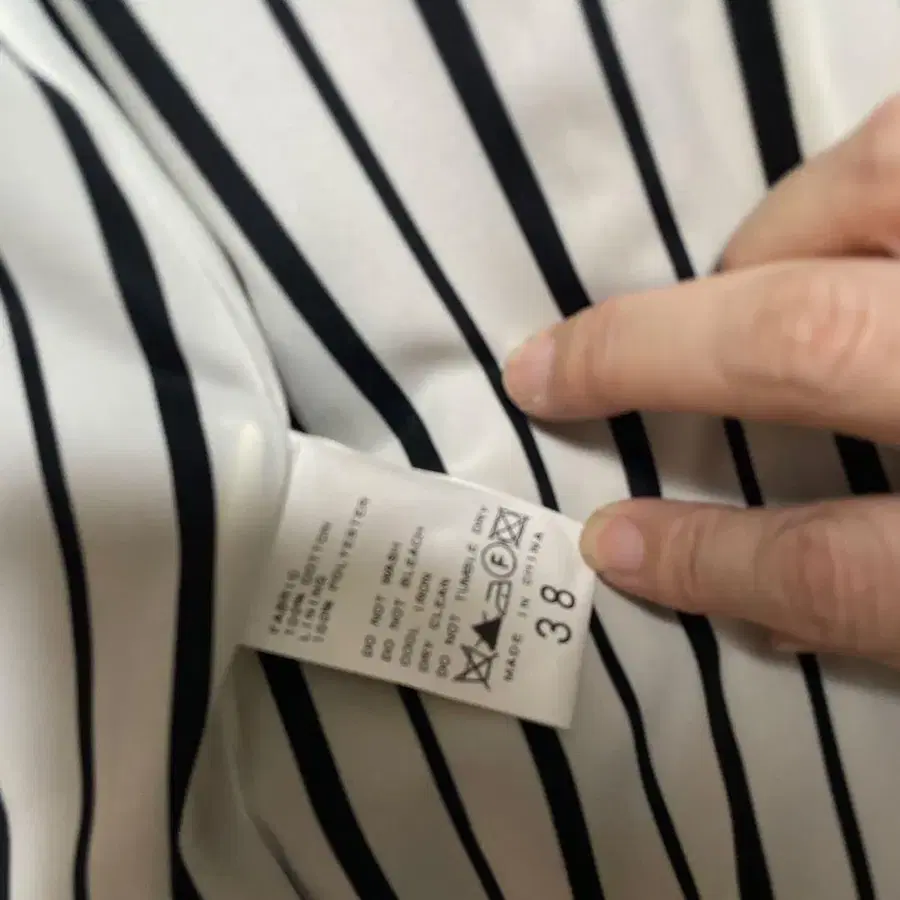 FABRIC
100% COTTON
LINING
100% POLYESTER
DO NOT WASH
DO NOT BLEACH
COOL IRON
DRY CLEAN
DO NOT TUMBLE DRY
F
MADE IN CHINA
38